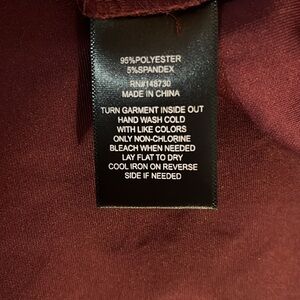 95%POLYESTER
5%SPANDEX
RN#148730
MADE IN CHINA
TURN GARMENT INSIDE OUT
HAND WASH COLD
WITH LIKE COLORS
ONLY NON-CHLORINE
BLEACH WHEN NEEDED
LAY FLAT TO DRY
COOL IRON ON REVERSE
SIDE IF NEEDED